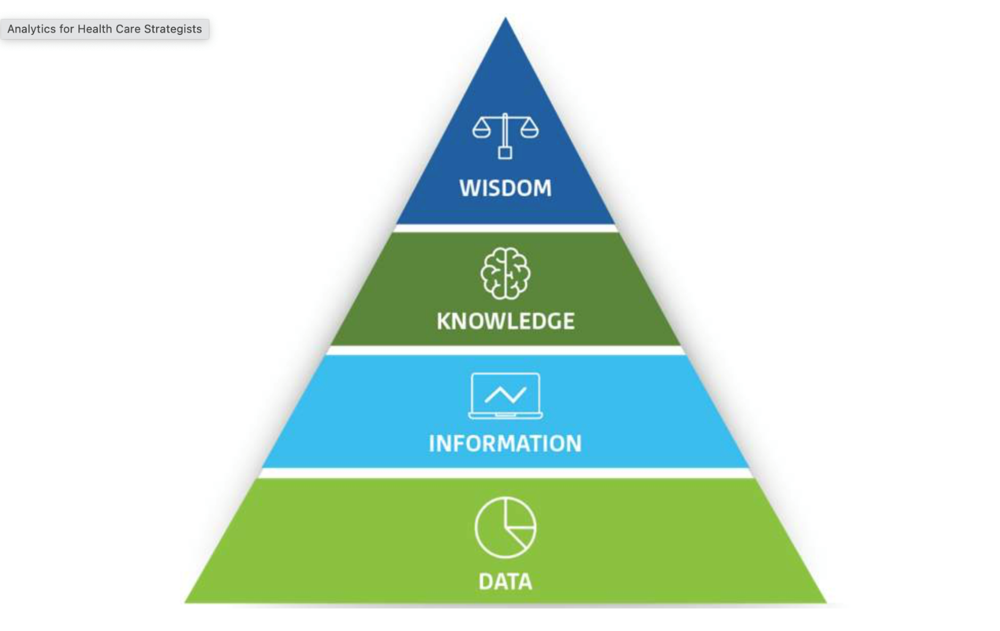 Analytics for Health Care Strategists
WISDOM
KNOWLEDGE
INFORMATION
DATA